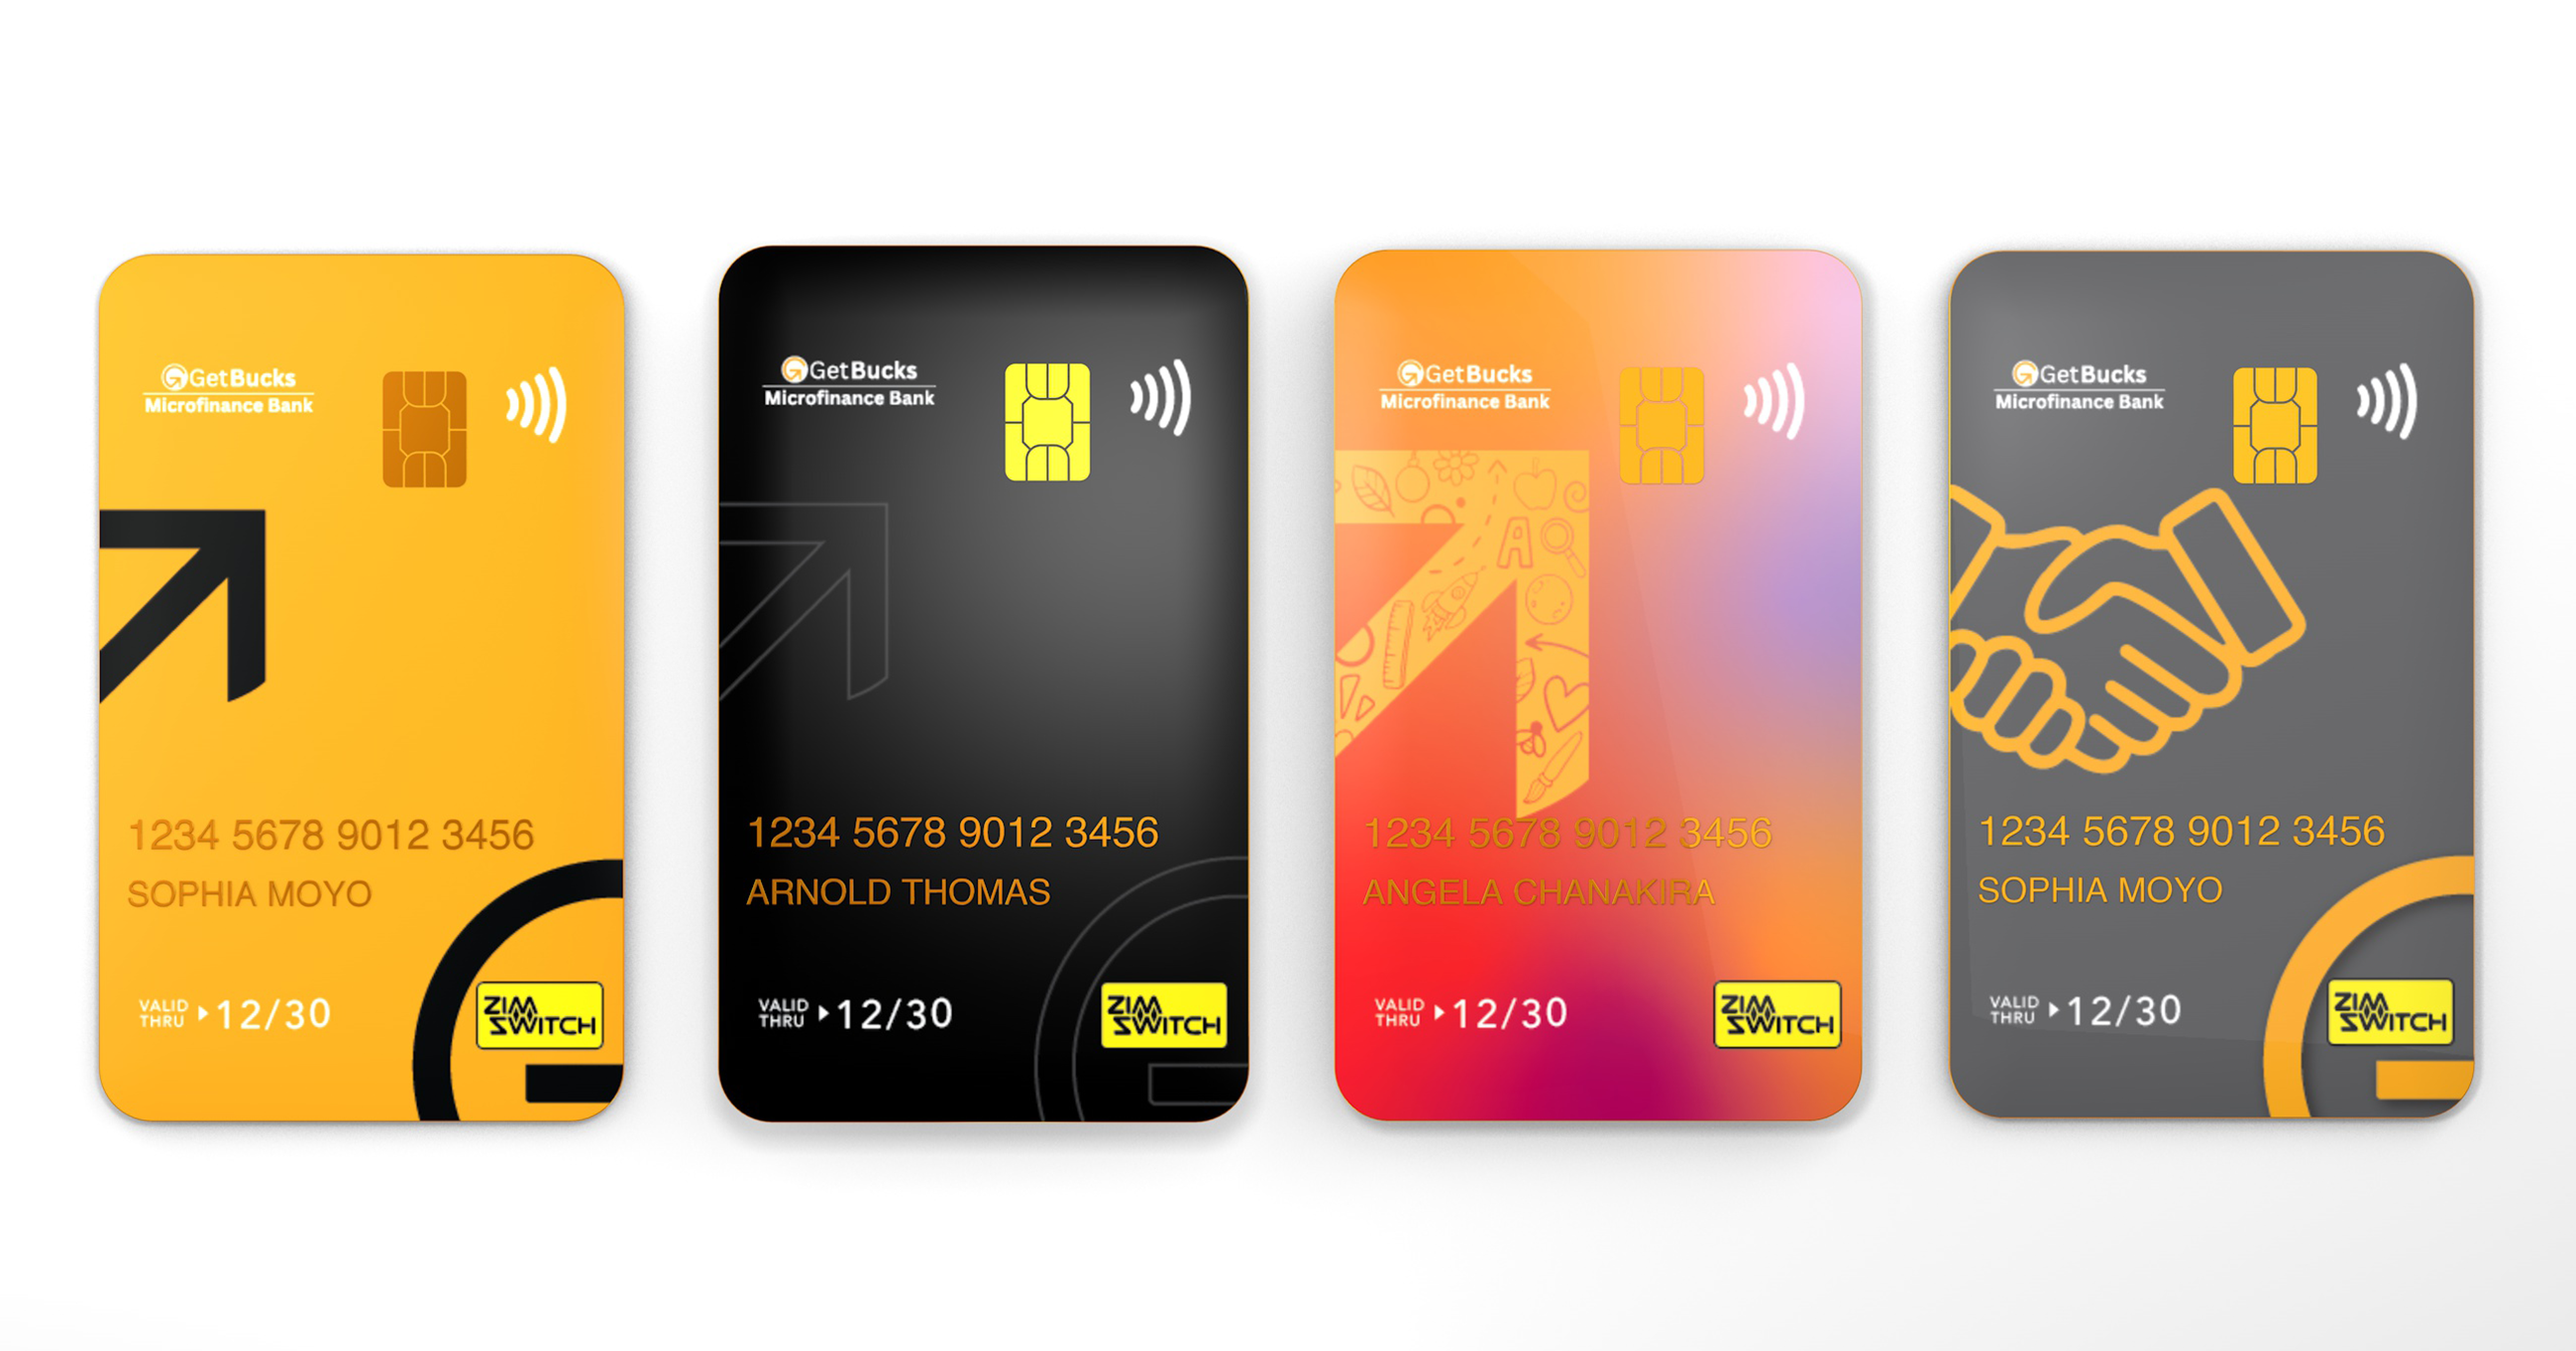 GetBucks
Microfinance Bank
1234 5678 9012 3456
SOPHIA MOYO
VALID THRU 12/30
ZIM SWITCH
GetBucks
Microfinance Bank
1234 5678 9012 3456
ARNOLD THOMAS
VALID THRU 12/30
ZIM SWITCH
GetBucks
Microfinance Bank
A
1234 5678 9012 3456
ANGELA CHANAKIRA
VALID THRU 12/30
ZIM SWITCH
GetBucks
Microfinance Bank
1234 5678 9012 3456
SOPHIA MOYO
VALID THRU 12/30
ZIM SWITCH